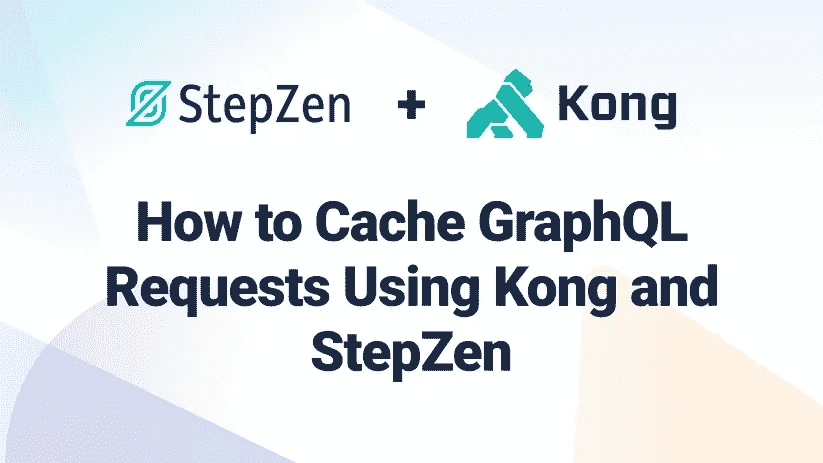 StepZen + Kong
How to Cache GraphQL
Requests Using Kong and
StepZen